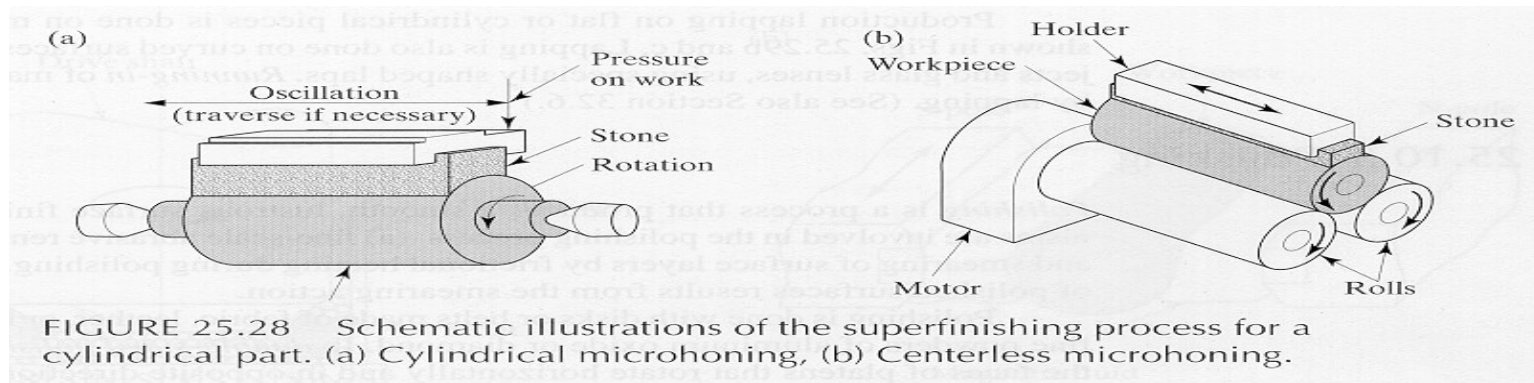 (a)
Pressure
on work
Oscillation
(traverse if necessary)
Stone
Rotation
(b)
Holder
Workpiece
Stone
Motor
Rolls
FIGURE 25.28 Schematic illustrations of the superfinishing process for a
cylindrical part. (a) Cylindrical microhoning, (b) Centerless microhoning.